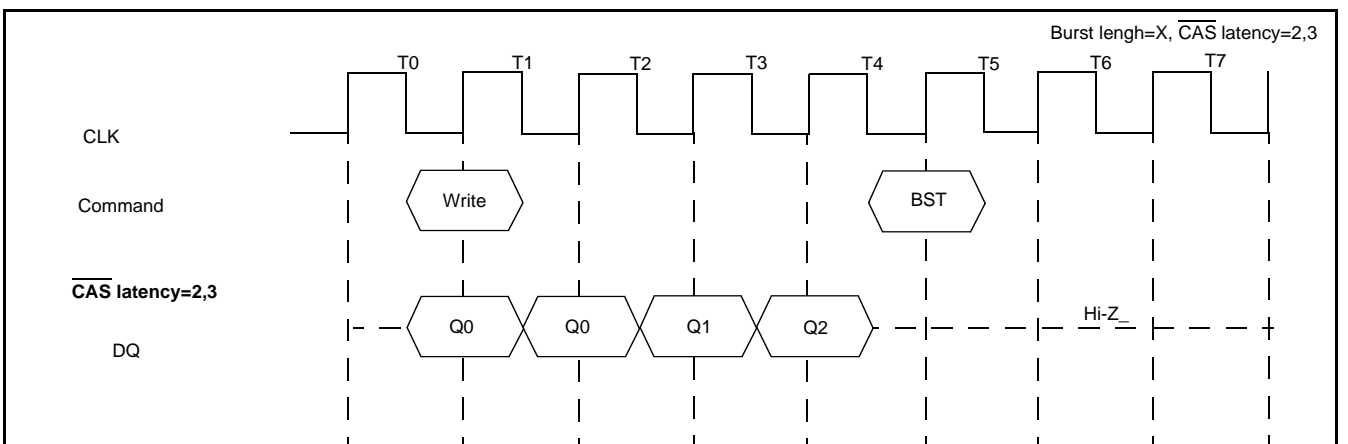 Burst lengh=X, CAS latency=2,3
T0 T1 T2 T3 T4 T5 T6 T7
CLK
Command
Write
BST
CAS latency=2,3
DQ
Q0 Q0 Q1 Q2
Hi-Z_